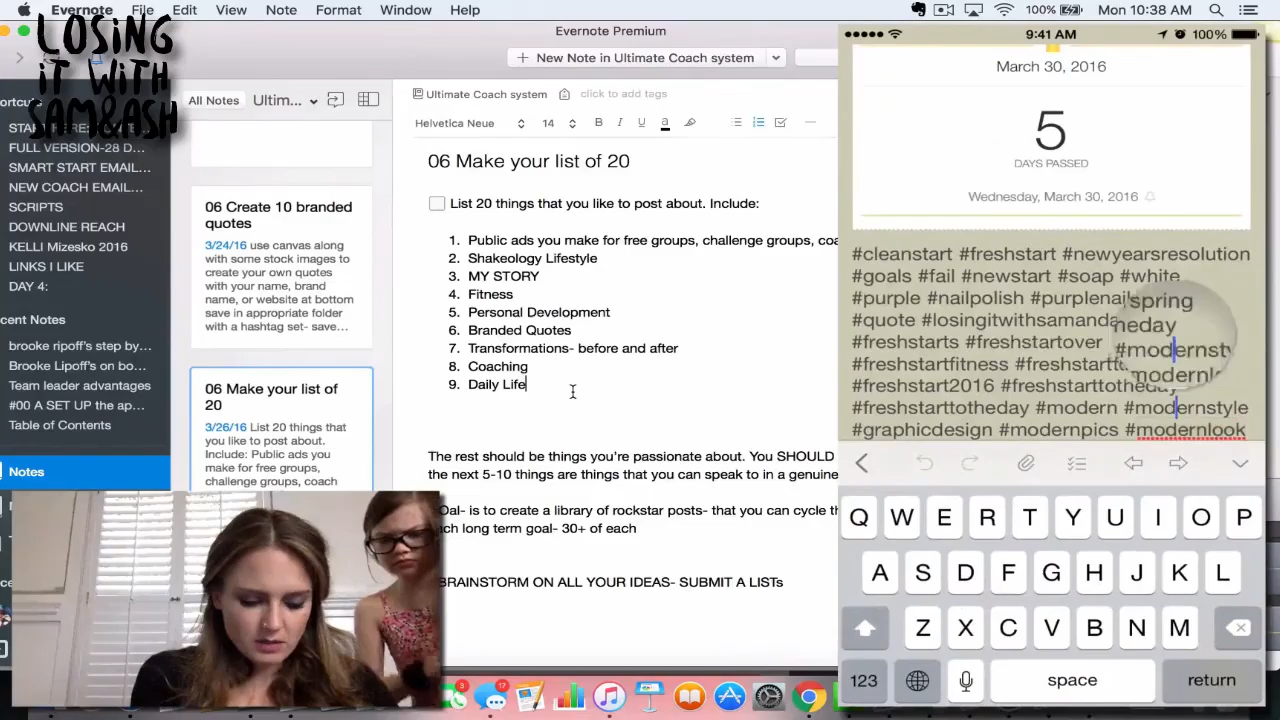 Evernote File Edit View Note Format Window Help 100% Mon 10:38 AM
LOSING
iT WiTH
SAM&ASH
Evernote Premium
New Note in Ultimate Coach system
All Notes Ultim...
START
FULL VERSION-28 D...
SMART START EMAIL...
NEW COACH EMAIL...
SCRIPTS
DOWNLINE REACH
KELLI Mizesko 2016
LINKS I LIKE
DAY 4:
cent Notes
brooke ripoff's step by...
Brooke Lipoff's on bo...
Team leader advantages
#00 A SET UP the ap...
Table of Contents
Notes
06 Create 10 branded
quotes
3/24/16 use canvas along
with some stock images to
create your own quotes
with your name, brand
name, or website at bottom
save in appropriate folder
with a hashtag set- save...
06 Make your list of
20
3/26/16 List 20 things that
you like to post about.
Include: Public ads you
make for free groups,
challenge groups, coach
Ultimate Coach system click to add tags
Helvetica Neue 14 B I U a
06 Make your list of 20
List 20 things that you like to post about. Include:
1. Public ads you make for free groups, challenge groups, coa
2. Shakeology Lifestyle
3. MY STORY
4. Fitness
5. Personal Development
6. Branded Quotes
7. Transformations- before and after
8. Coaching
9. Daily Life
The rest should be things you're passionate about. You SHOULD
the next 5-10 things are things that you can speak to in a genuine
is to create a library of rockstar posts- that you can cycle th
long term goal- 30+ of each
BRAINSTORM ON ALL YOUR IDEAS- SUBMIT A LISTs
3 17
9:41 AM 100%
March 30, 2016
5
DAYS PASSED
Wednesday, March 30, 2016
#cleanstart #freshstart #newyearsresolution
#goals #fail #newstart #soap #white
#purple #nailpolish #purplenail
#quote #losingitwithsamanda
#freshstarts #freshstartover
#freshstartfitness
#freshstart2016 #freshstarttotheday
#freshstarttotheday #modern #modernstyle
#graphicdesign #modernpics #modernlook
spring
heday
#modernsty
modernl
Q W E R T Y U I O P
A S D F G H J K L
Z X C V B N M
123 space return